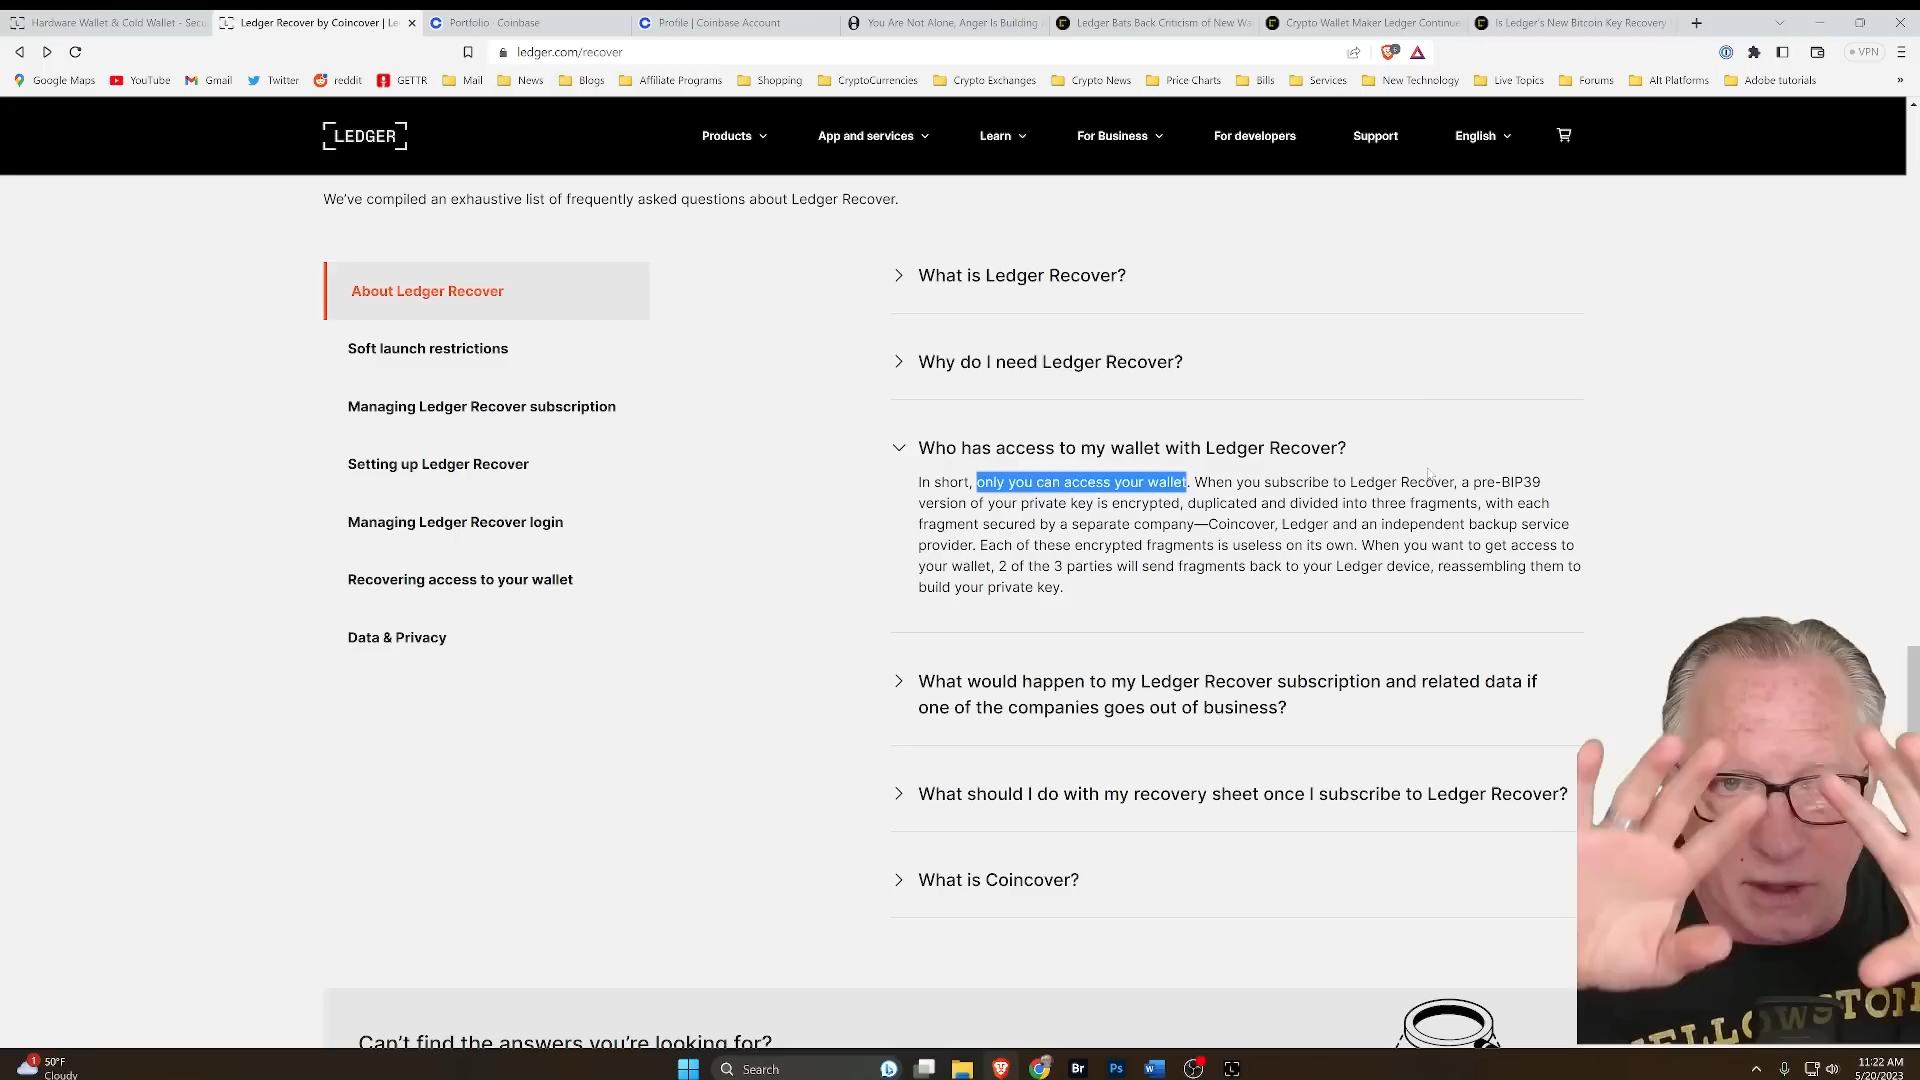 Hardware Wallet & Cold Wallet - Secu
Ledger Recover by Coincover | Le
Portfolio · Coinbase
Profile | Coinbase Account
You Are Not Alone, Anger Is Building
Ledger Bats Back Criticism of New Wa
Crypto Wallet Maker Ledger Continue
Is Ledger's New Bitcoin Key Recovery
ledger.com/recover
VPN
Google Maps
YouTube
Gmail
Twitter
reddit
GETTR
Mail
News
Blogs
Affiliate Programs
Shopping
CryptoCurrencies
Crypto Exchanges
Crypto News
Price Charts
Bills
Services
New Technology
Live Topics
Forums
Alt Platforms
Adobe tutorials
»
LEDGER
Products
App and services
Learn
For Business
For developers
Support
English
We've compiled an exhaustive list of frequently asked questions about Ledger Recover.
About Ledger Recover
Soft launch restrictions
Managing Ledger Recover subscription
Setting up Ledger Recover
Managing Ledger Recover login
Recovering access to your wallet
Data & Privacy
What is Ledger Recover?
Why do I need Ledger Recover?
Who has access to my wallet with Ledger Recover?
In short, only you can access your wallet. When you subscribe to Ledger Recover, a pre-BIP39
version of your private key is encrypted, duplicated and divided into three fragments, with each
fragment secured by a separate company—Coincover, Ledger and an independent backup service
provider. Each of these encrypted fragments is useless on its own. When you want to get access to
your wallet, 2 of the 3 parties will send fragments back to your Ledger device, reassembling them to
build your private key.
What would happen to my Ledger Recover subscription and related data if
one of the companies goes out of business?
What should I do with my recovery sheet once I subscribe to Ledger Recover?
What is Coincover?
Can't find the answers you're looking for?
1
50°F
Cloudy
Search
Br
Ps
11:22 AM
5/20/2023